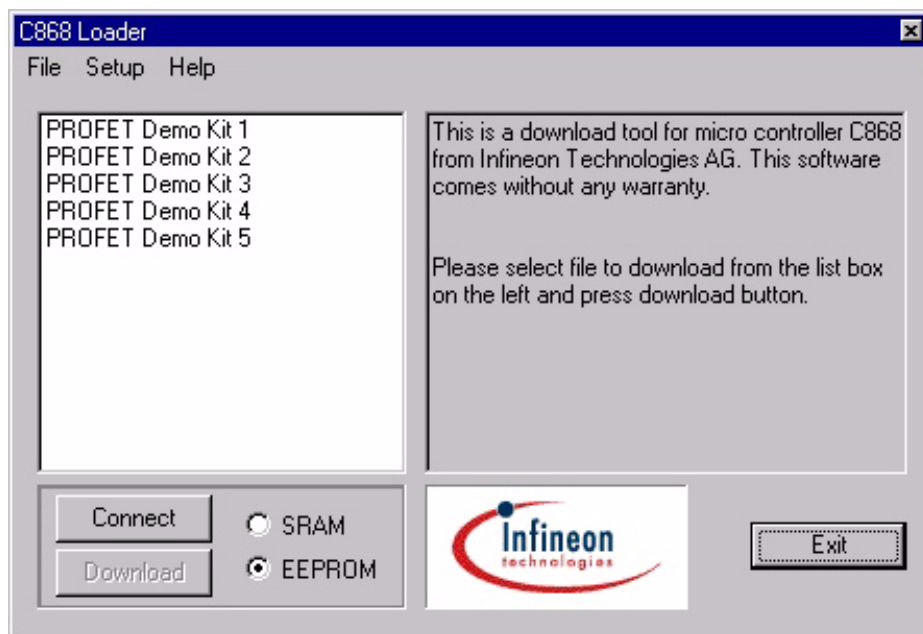 C868 Loader
File Setup Help
PROFET Demo Kit 1
PROFET Demo Kit 2
PROFET Demo Kit 3
PROFET Demo Kit 4
PROFET Demo Kit 5
This is a download tool for micro controller C868
from Infineon Technologies AG. This software
comes without any warranty.
Please select file to download from the list box
on the left and press download button.
Connect
Download
SRAM
EEPROM
Infineon
technologies
Exit